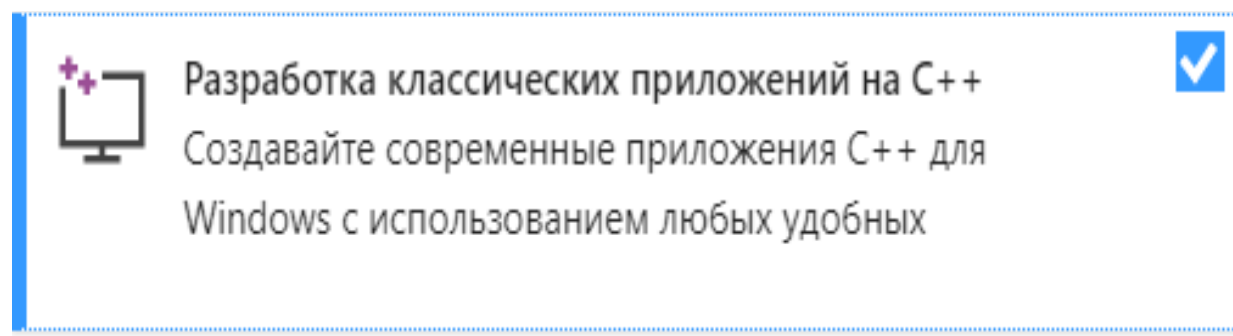 Разработка классических приложений на C++
Создавайте современные приложения C++ для
Windows с использованием любых удобных